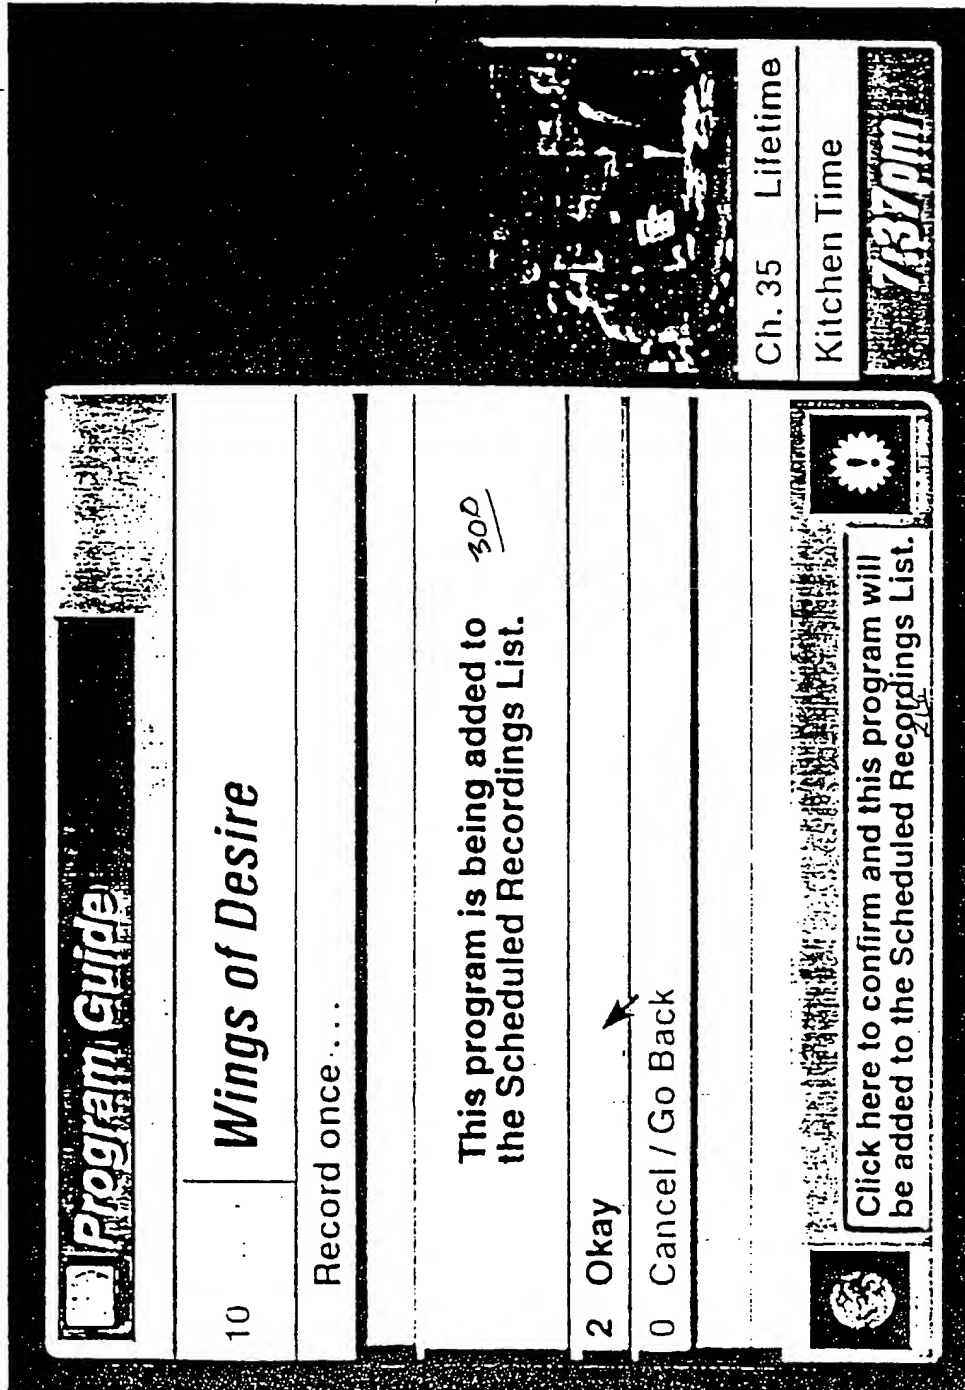 Program Guide
10 Wings of Desire
Record once...
This program is being added to
the Scheduled Recordings List.
300
2 Okay
0 Cancel / Go Back
Click here to confirm and this program will
be added to the Scheduled Recordings List.
Ch. 35 Lifetime
Kitchen Time
7:37pm